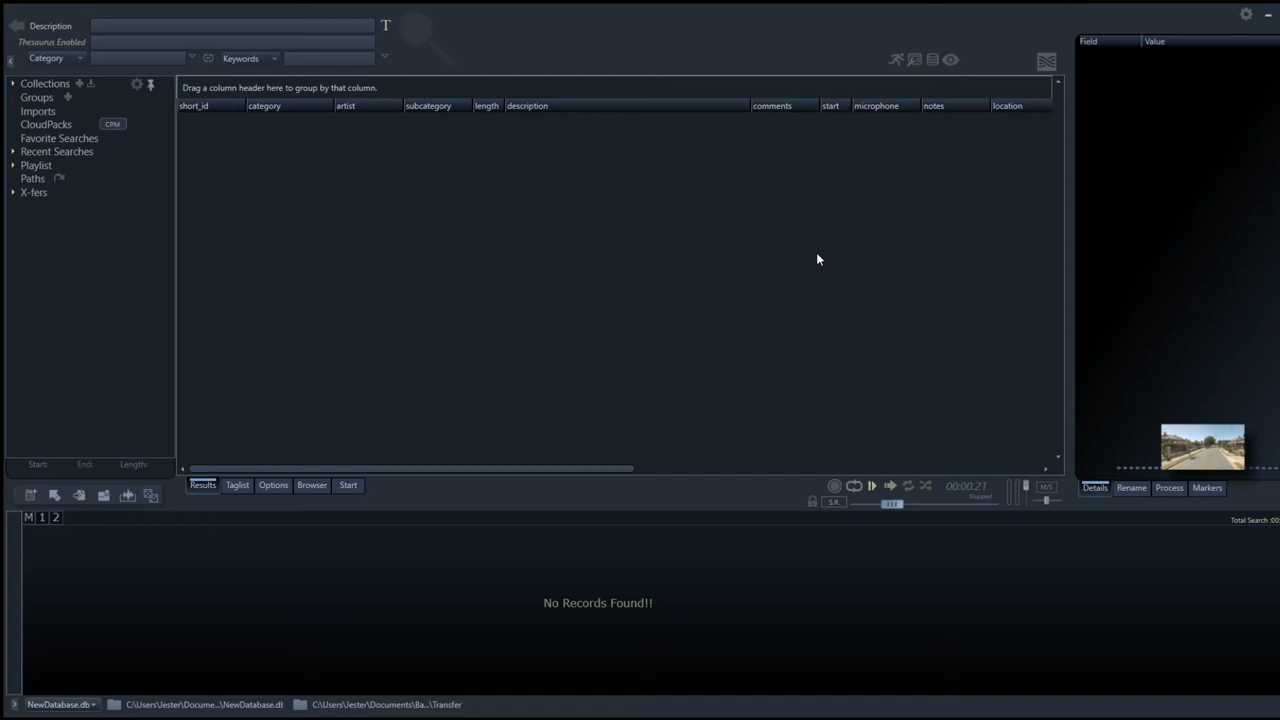 Description T
Thesaurus Enabled
Category Keywords
Field Value
Collections
Groups
Imports
CloudPacks CPM
Favorite Searches
Recent Searches
Playlist
Paths
X-fers
Start: End: Length:
Drag a column header here to group by that column.
short_id category artist subcategory length description comments start microphone notes location
Results Taglist Options Browser Start
S.R. 00:00.21
Stopped
M/S
Details Rename Process Markers
M 1 2
Total Search :00:
No Records Found!!
NewDatabase.db C:\Users\Jester\Docume...\NewDatabase.db C:\Users\Jester\Documents\Ba...\Transfer